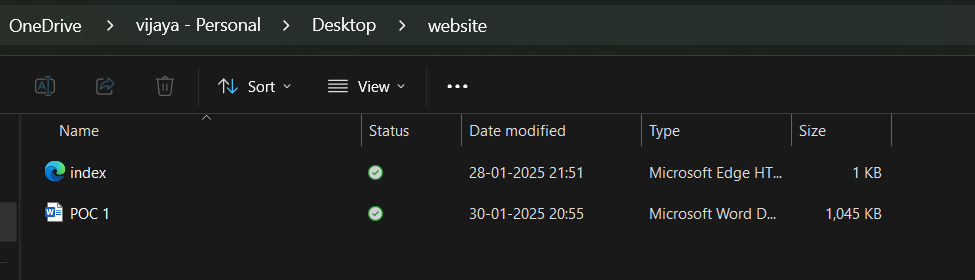 OneDrive > vijaya - Personal > Desktop > website
Sort View ...
Name Status Date modified Type Size
index 28-01-2025 21:51 Microsoft Edge HT... 1 KB
POC 1 30-01-2025 20:55 Microsoft Word D... 1,045 KB